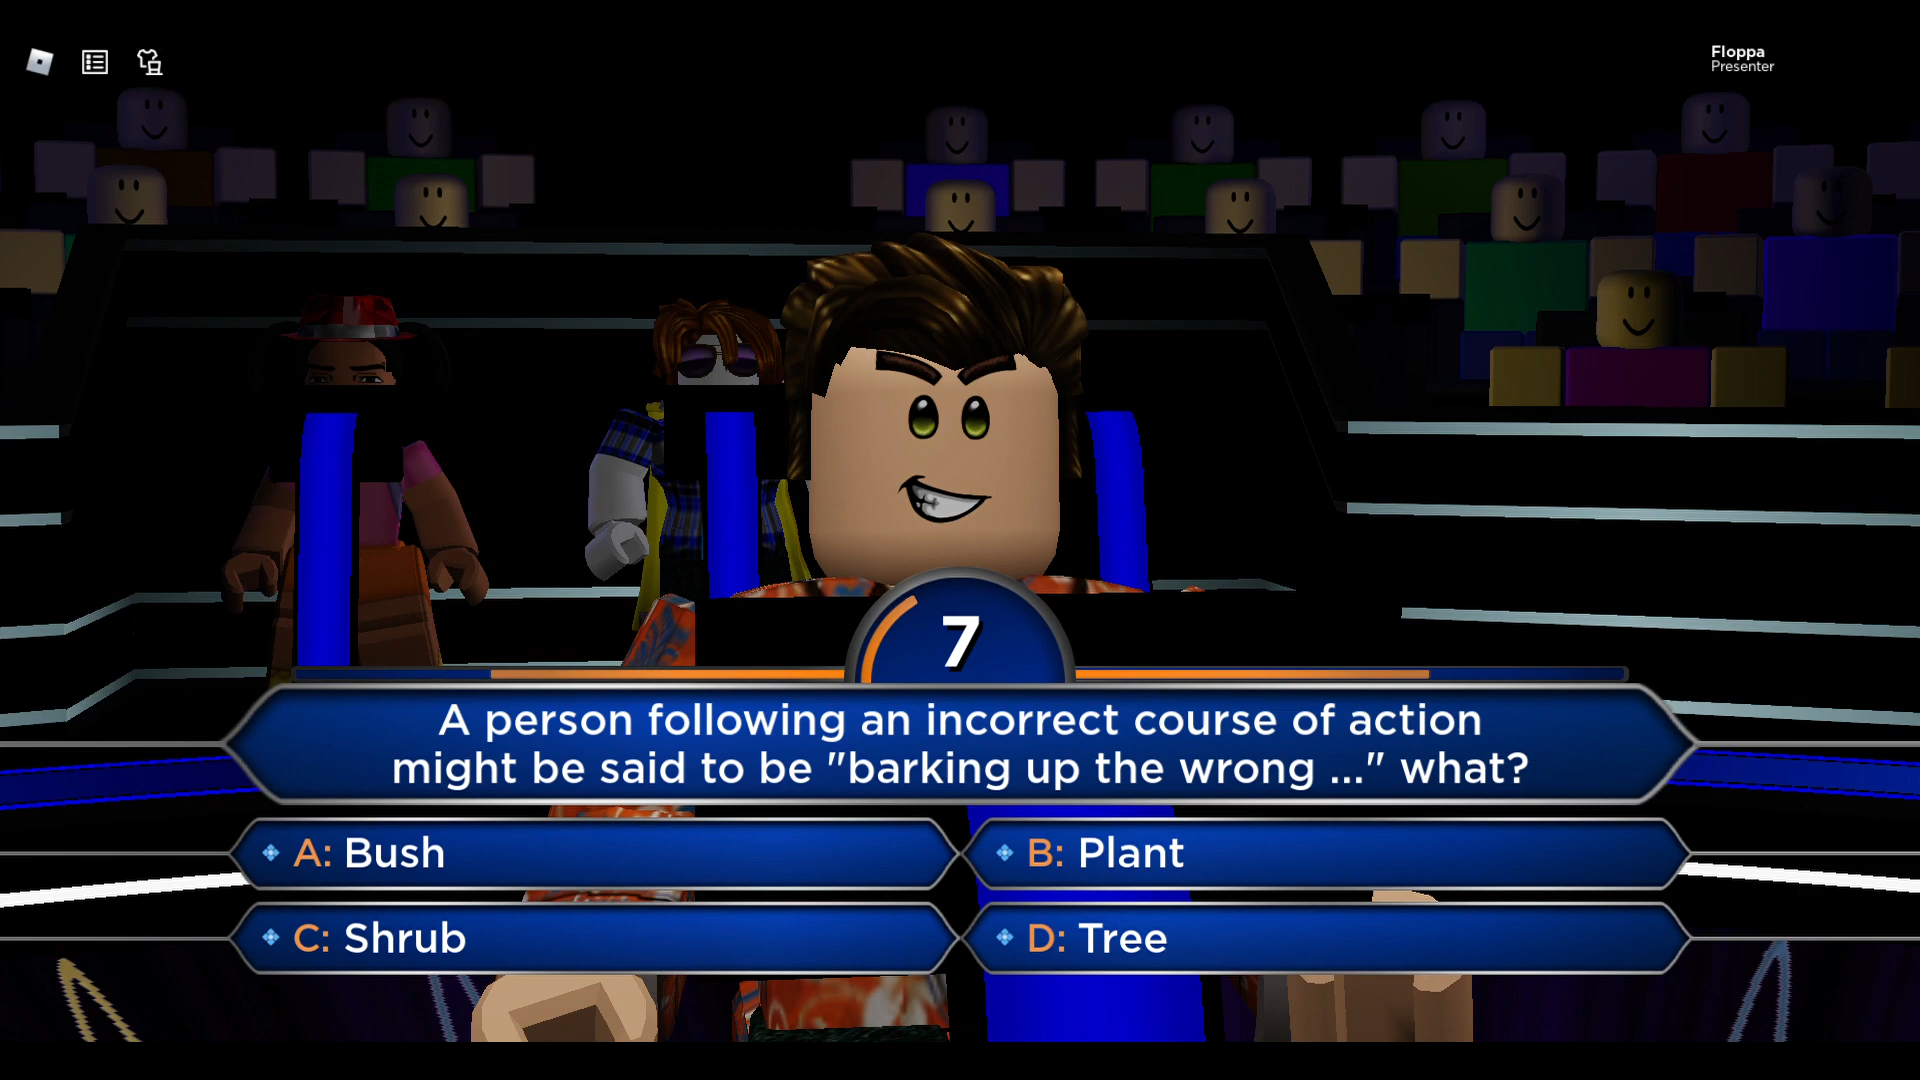 Floppa
Presenter
7
A person following an incorrect course of action
might be said to be "barking up the wrong ..." what?
A: Bush
B: Plant
C: Shrub
D: Tree